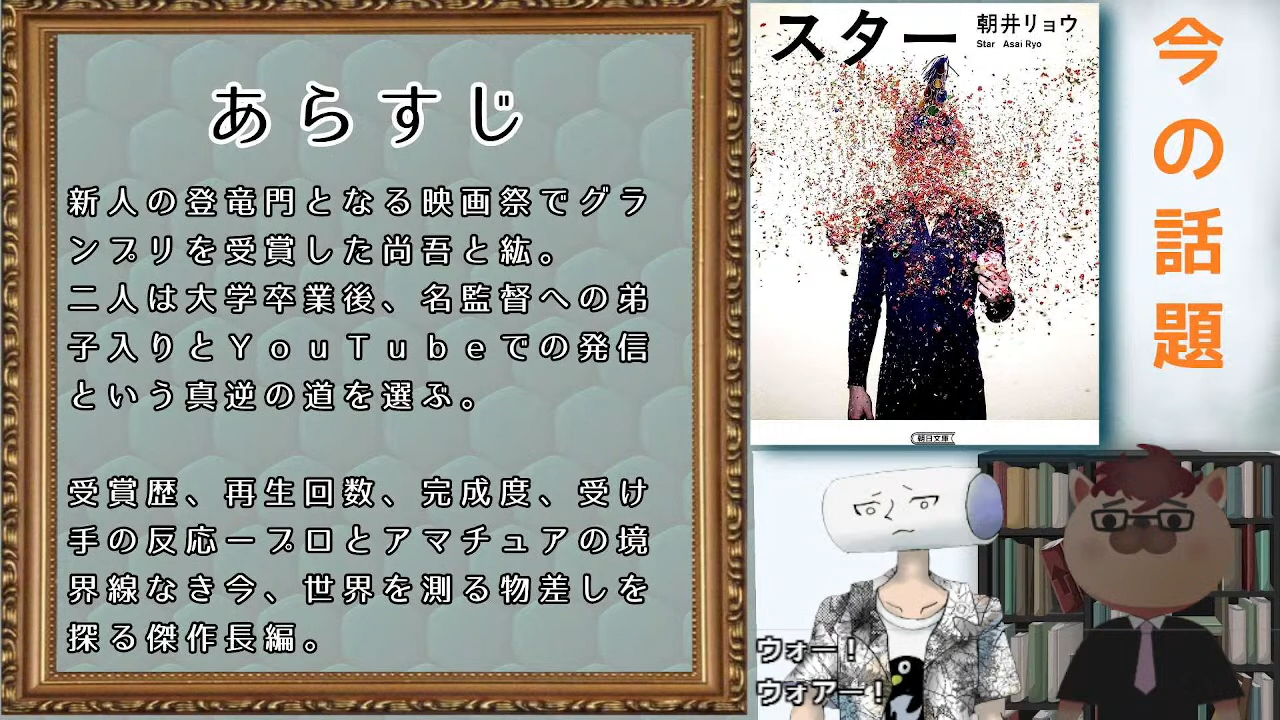 あらすじ
新人の登竜門となる映画祭でグラ
ンプリを受賞した尚吾と紘。
二人は大学卒業後、名監督への弟
子入りとＹｏｕＴｕｂｅでの発信
という真逆の道を選ぶ。
受賞歴、再生回数、完成度、受け
手の反応ープロとアマチュアの境
界線なき今、世界を測る物差しを
探る傑作長編。
スター
朝井リョウ
Star Asai Ryo
朝日文庫
今の話題
ウォー！
ウォアー！